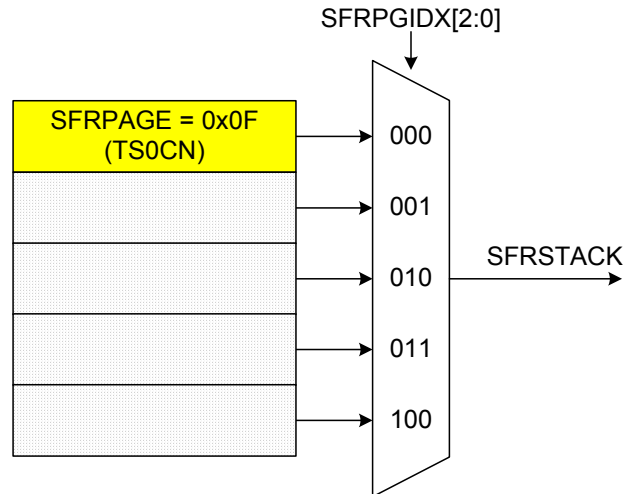 SFRPGIDX[2:0]
SFRPAGE = 0x0F
(TS0CN)
000
001
010
SFRSTACK
011
100